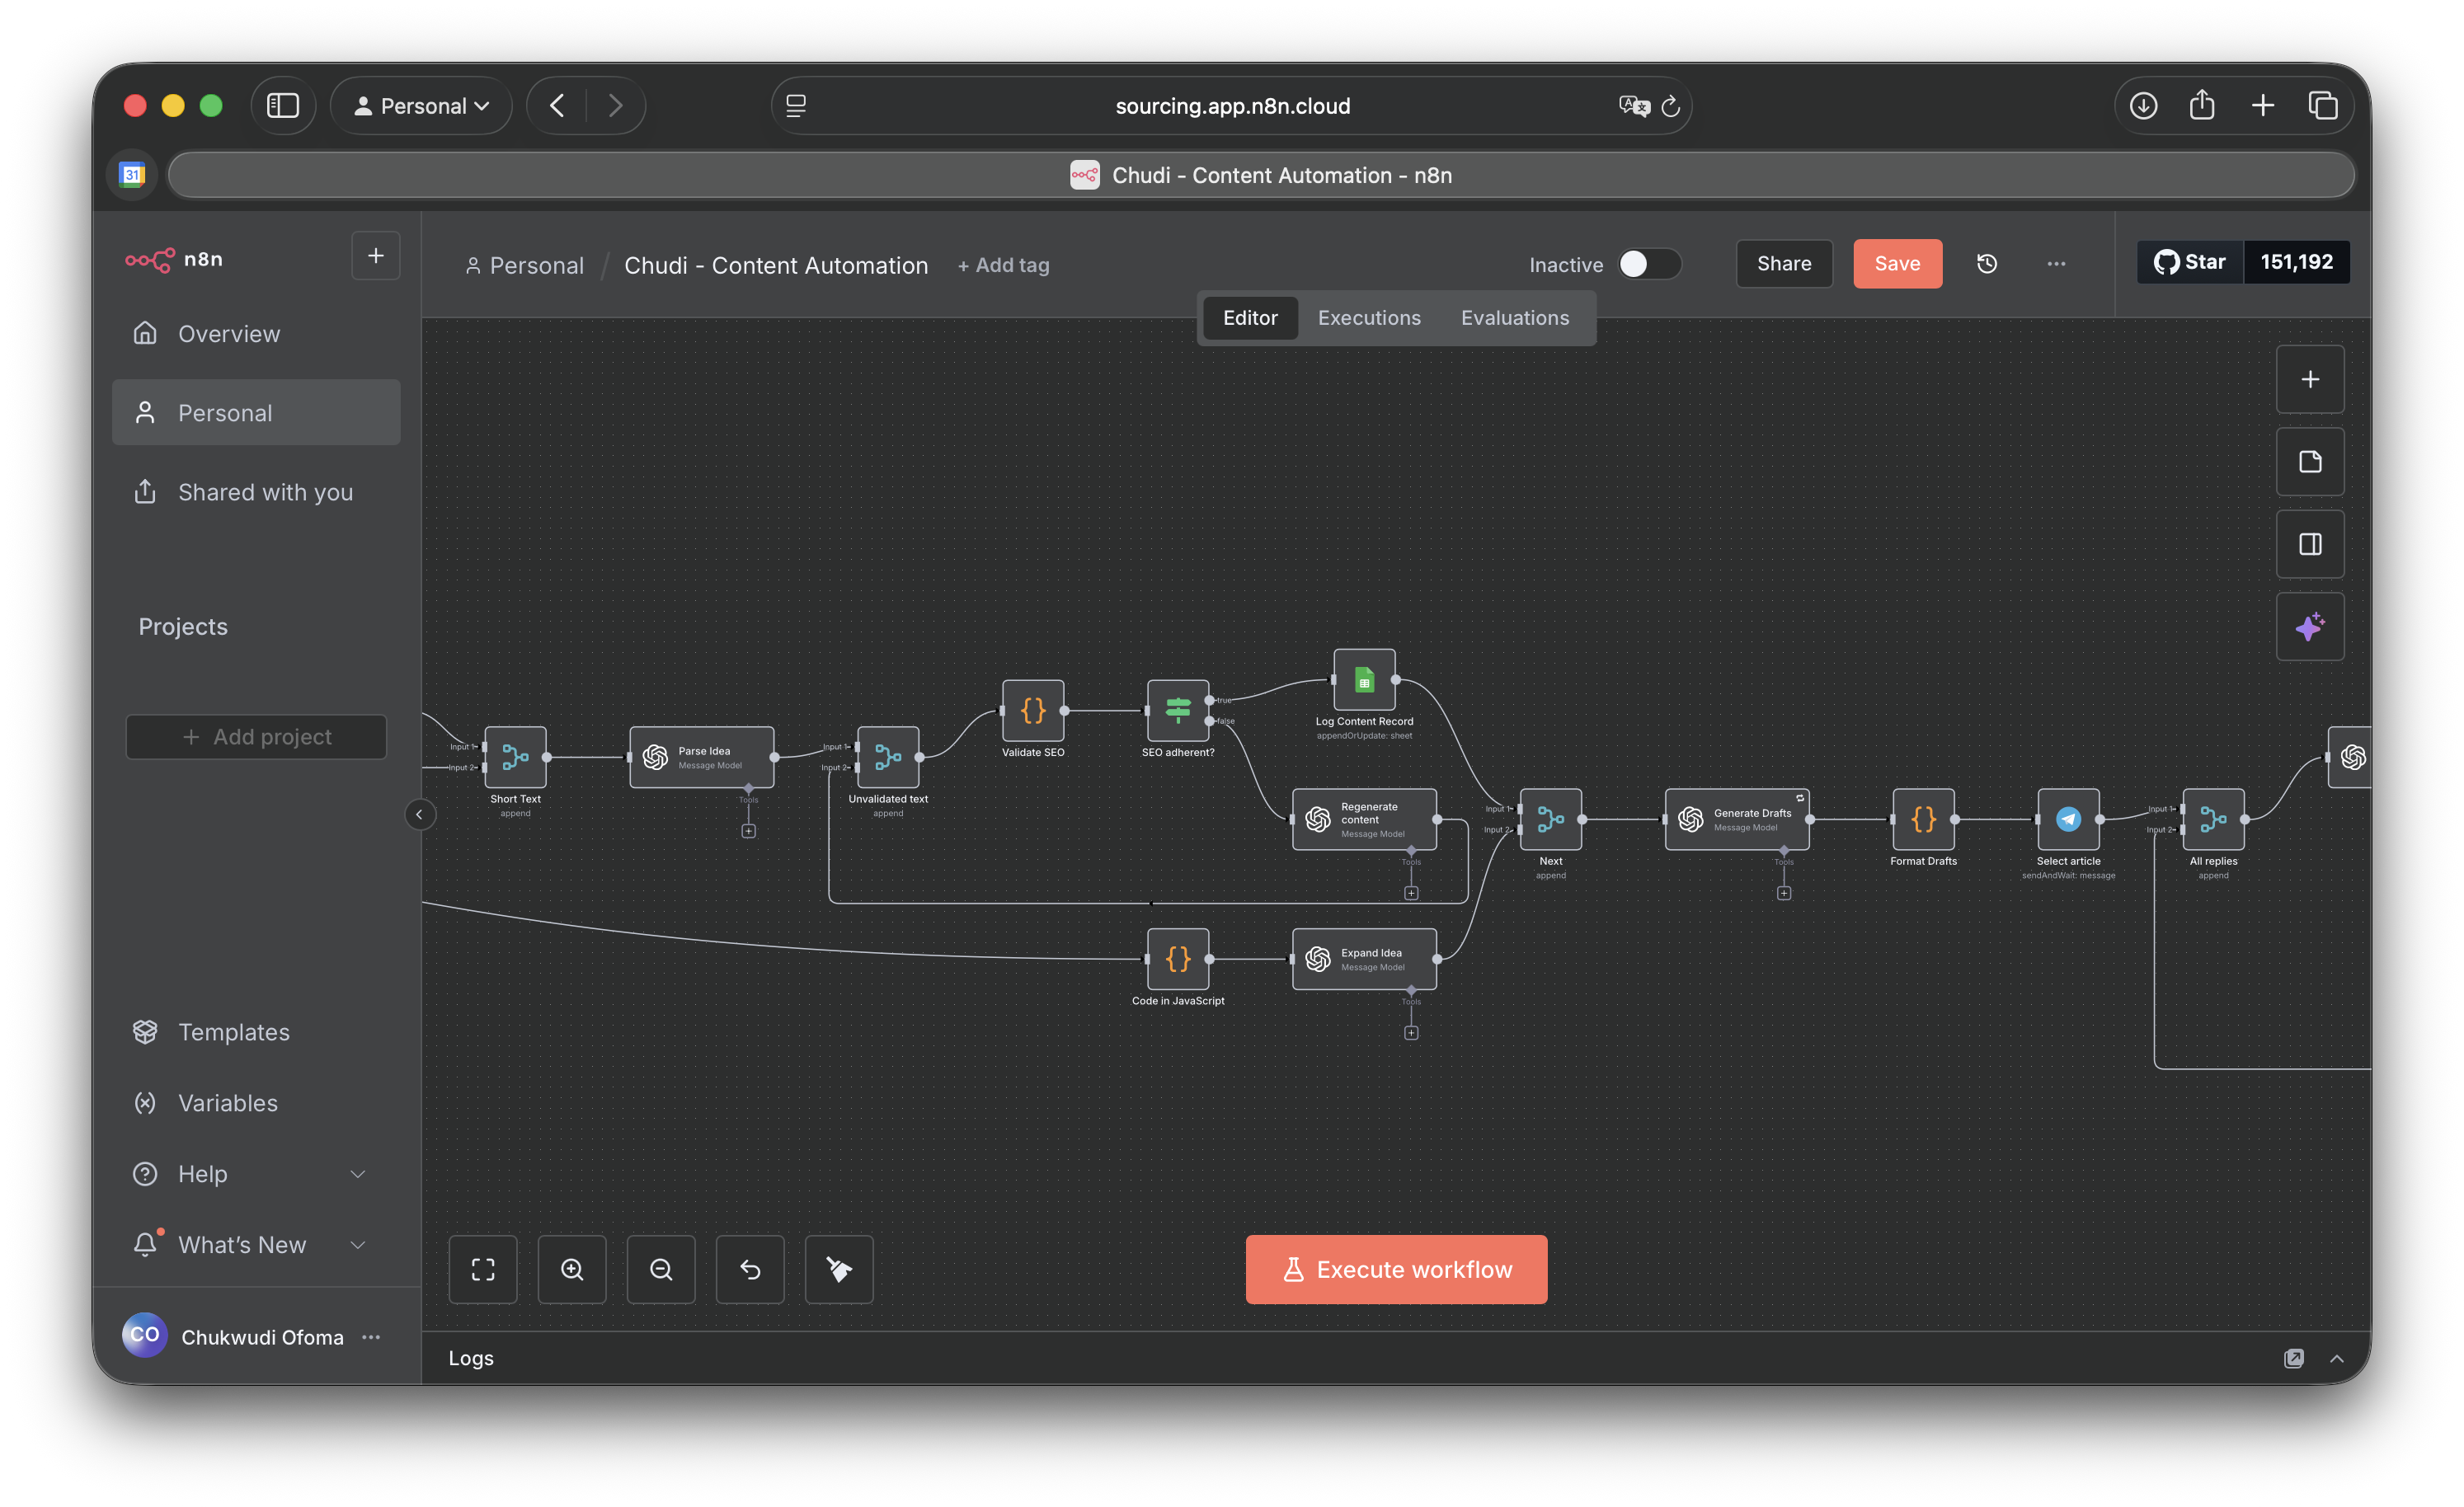 Personal
sourcing.app.n8n.cloud
31
Chudi - Content Automation - n8n
n8n
Personal / Chudi - Content Automation + Add tag
Inactive
Share
Save
Star 151,192
Editor Executions Evaluations
Overview
Personal
Shared with you
Projects
+ Add project
Templates
Variables
Help
What's New
CO
Chukwudi Ofoma
Input 1
Input 2
Short Text
append
Parse Idea
Message Model
Tools
Input 1
Input 2
Unvalidated text
append
Validate SEO
SEO adherent?
true
false
Log Content Record
appendOrUpdate: sheet
Regenerate
content
Message Model
Tools
Code in JavaScript
Expand Idea
Message Model
Tools
Input 1
Input 2
Next
append
Generate Drafts
Message Model
Tools
Format Drafts
Select article
sendAndWait: message
Input 1
Input 2
All replies
append
Execute workflow
Logs